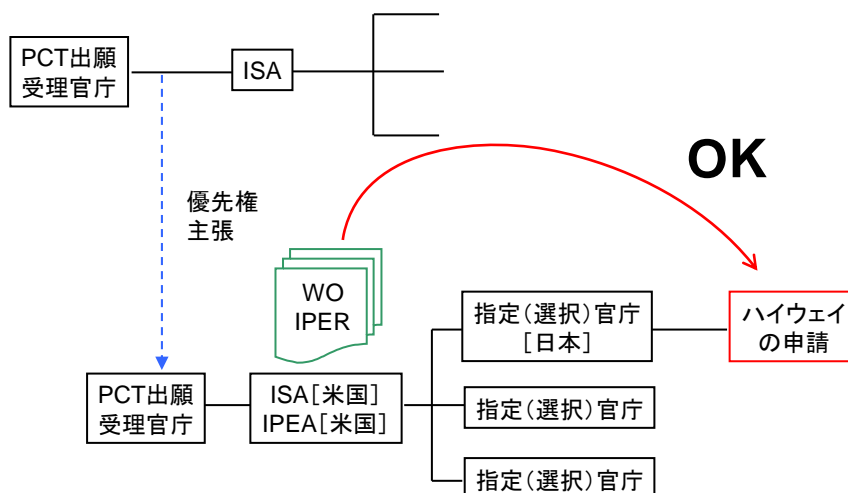 PCT出願
受理官庁
ISA
OK
優先権
主張
WO
IPER
指定(選択)官庁
[日本]
ハイウェイ
の申請
PCT出願
受理官庁
ISA[米国]
IPEA[米国]
指定(選択)官庁
指定(選択)官庁